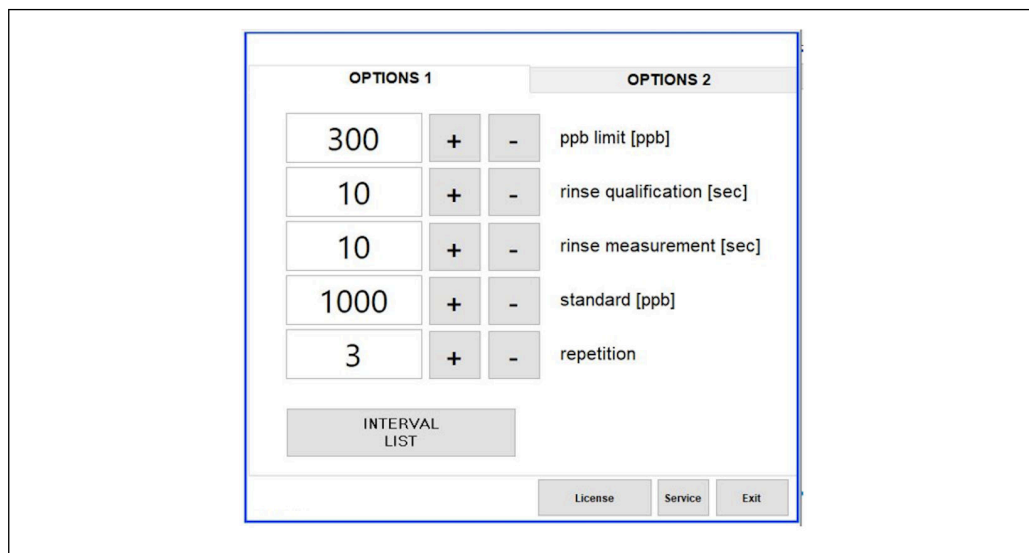 OPTIONS 1 OPTIONS 2
300 + - ppb limit [ppb]
10 + - rinse qualification [sec]
10 + - rinse measurement [sec]
1000 + - standard [ppb]
3 + - repetition
INTERVAL
LIST
License Service Exit